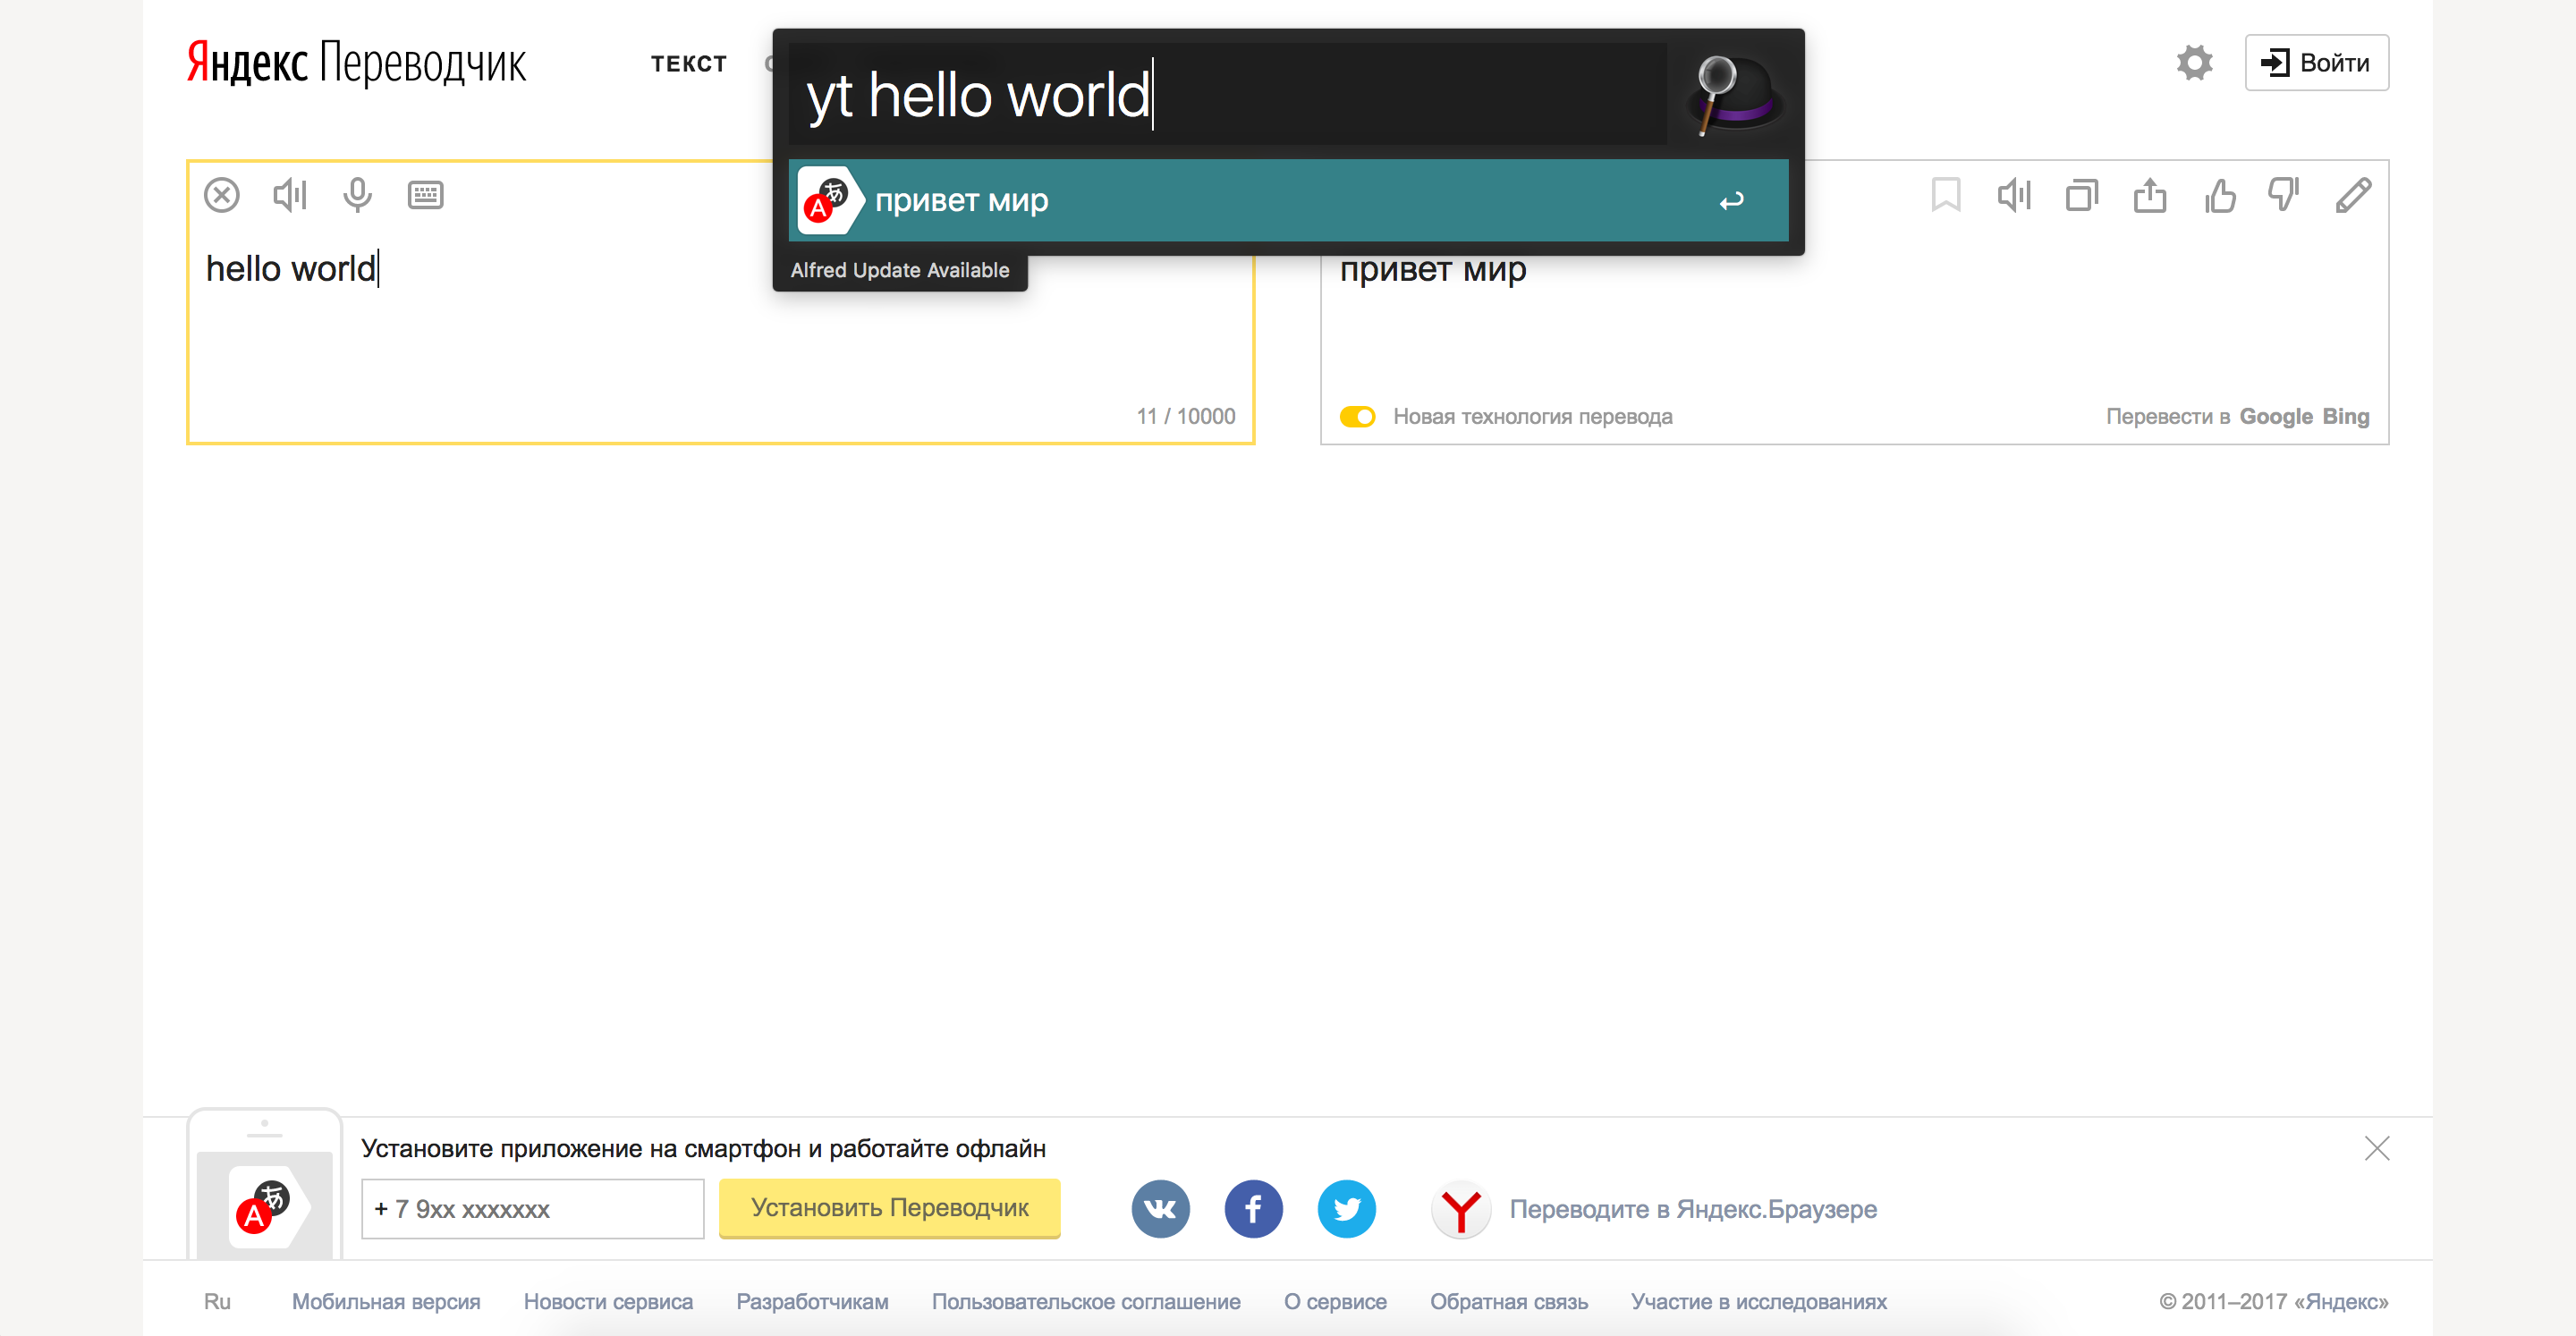 Яндекс Переводчик
ТЕКСТ
yt hello world
Войти
привет мир
Alfred Update Available
hello world
11 / 10000
привет мир
Новая технология перевода
Перевести в Google Bing
Установите приложение на смартфон и работайте офлайн
+ 7 9xx xxxxxxx
Установить Переводчик
Переводите в Яндекс.Браузере
Ru
Мобильная версия
Новости сервиса
Разработчикам
Пользовательское соглашение
О сервисе
Обратная связь
Участие в исследованиях
© 2011–2017 «Яндекс»